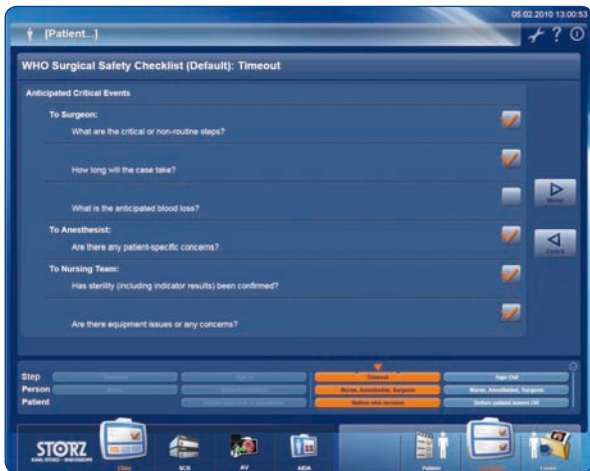 05.02.2010 13:00:53
[Patient...]
WHO Surgical Safety Checklist (Default): Timeout
Anticipated Critical Events
To Surgeon:
What are the critical or non-routine steps?
How long will the case take?
What is the anticipated blood loss?
To Anesthesist:
Are there any patient-specific concerns?
To Nursing Team:
Has sterility (including indicator results) been confirmed?
Are there equipment issues or any concerns?
Weiter
Zurück
Step Timeout Sign Out
Person Nurse, Anesthetist, Surgeon Nurse, Anesthetist, Surgeon
Patient Before skin incision Before patient leaves OR
STORZ
KARL STORZ – ENDOSKOPE
SCB AV AIDA Patient